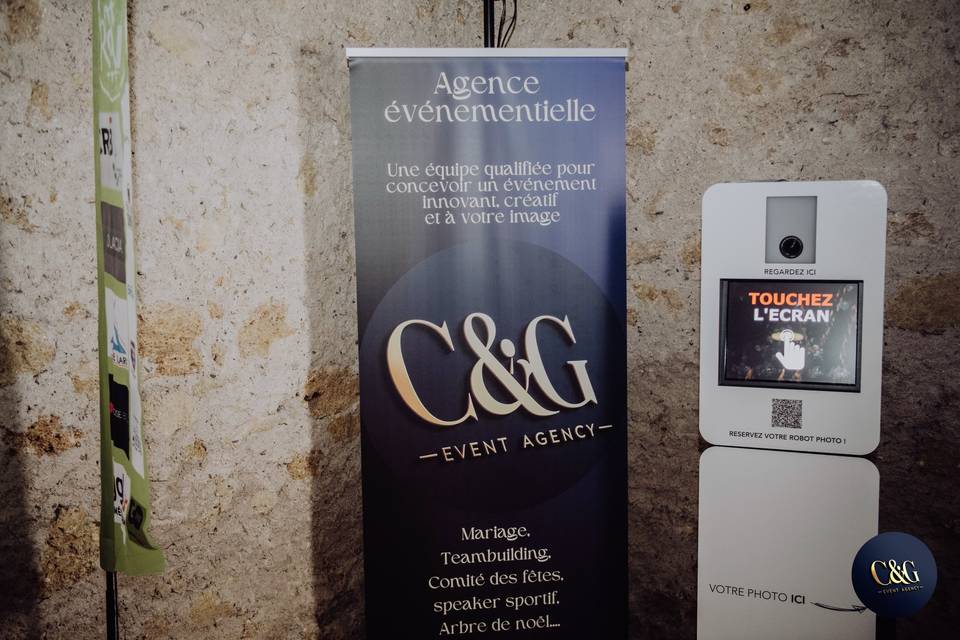 Agence
événementielle
Une équipe qualifiée pour
concevoir un événement
innovant, créatif
et à votre image
C&G
EVENT AGENCY
Mariage,
Teambuilding,
Comité des fêtes,
speaker sportif,
Arbre de noël....
REGARDEZ ICI
TOUCHEZ
L'ECRAN
RESERVEZ VOTRE ROBOT PHOTO !
VOTRE PHOTO ICI
C&G
EVENT AGENCY